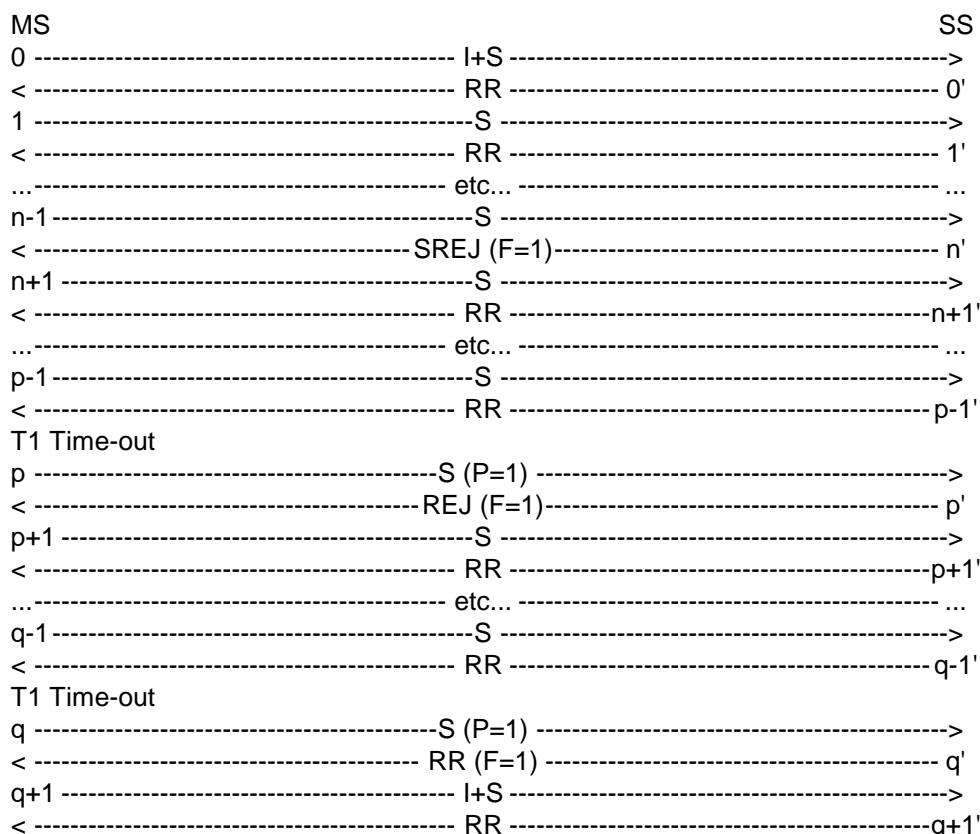 MS SS
0 ------------------------------------------------- I+S --------------------------------------------------->
< ------------------------------------------------- RR -------------------------------------------------- 0'
1 ---------------------------------------------------S ---------------------------------------------------->
< ------------------------------------------------- RR -------------------------------------------------- 1'
...------------------------------------------------ etc... ------------------------------------------------- ...
n-1-------------------------------------------------S ---------------------------------------------------->
< --------------------------------------------SREJ (F=1)--------------------------------------------- n'
n+1 ------------------------------------------------S ---------------------------------------------------->
< ------------------------------------------------- RR -------------------------------------------------n+1'
...------------------------------------------------ etc... ------------------------------------------------- ...
p-1-------------------------------------------------S ---------------------------------------------------->
< ------------------------------------------------- RR ------------------------------------------------- p-1'
T1 Time-out
p -----------------------------------------------S (P=1) ------------------------------------------------>
< ---------------------------------------------REJ (F=1)---------------------------------------------- p'
p+1 ------------------------------------------------S ---------------------------------------------------->
< ------------------------------------------------- RR -------------------------------------------------p+1'
...------------------------------------------------ etc... ------------------------------------------------- ...
q-1-------------------------------------------------S ---------------------------------------------------->
< ------------------------------------------------- RR ------------------------------------------------- q-1'
T1 Time-out
q -----------------------------------------------S (P=1) ------------------------------------------------>
< --------------------------------------------- RR (F=1) ---------------------------------------------- q'
q+1 ---------------------------------------------- I+S --------------------------------------------------->
< ------------------------------------------------- RR -------------------------------------------------q+1'